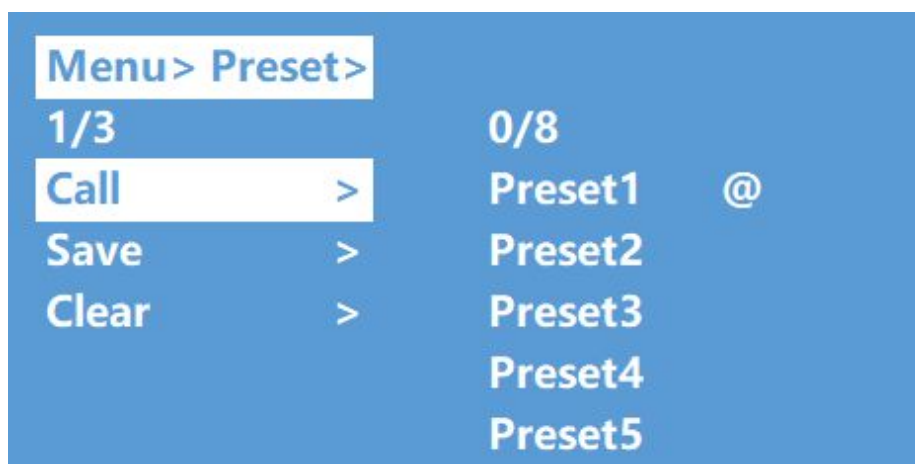 Menu> Preset>
1/3 0/8
Call > Preset1 @
Save > Preset2
Clear > Preset3
Preset4
Preset5